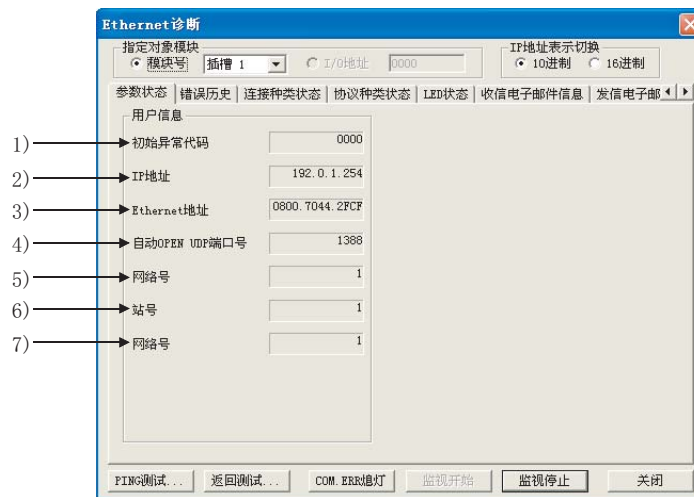 Ethernet诊断
指定对象模块
模块号 插槽 1 I/O地址 0000
IP地址表示切换
10进制 16进制
参数状态 错误历史 连接种类状态 协议种类状态 LED状态 收信电子邮件信息 发信电子邮
用户信息
1) 初始异常代码 0000
2) IP地址 192.0.1.254
3) Ethernet地址 0800.7044.2FCF
4) 自动OPEN UDP端口号 1388
5) 网络号 1
6) 站号 1
7) 网络号 1
PING测试... 返回测试... COM.ERR熄灯 监视开始 监视停止 关闭